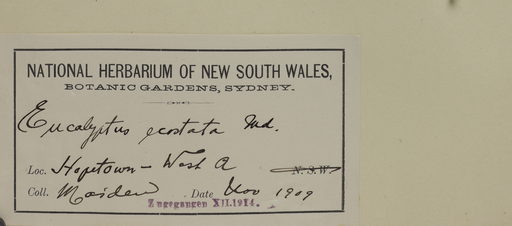 NATIONAL HERBARIUM OF NEW SOUTH WALES,
BOTANIC GARDENS, SYDNEY.
Eucalyptus ecostata Md.
Loc. Hopetown - West A N. S. W.
Coll. Maiden Date Nov 1909
Zugegangen XII.1914.